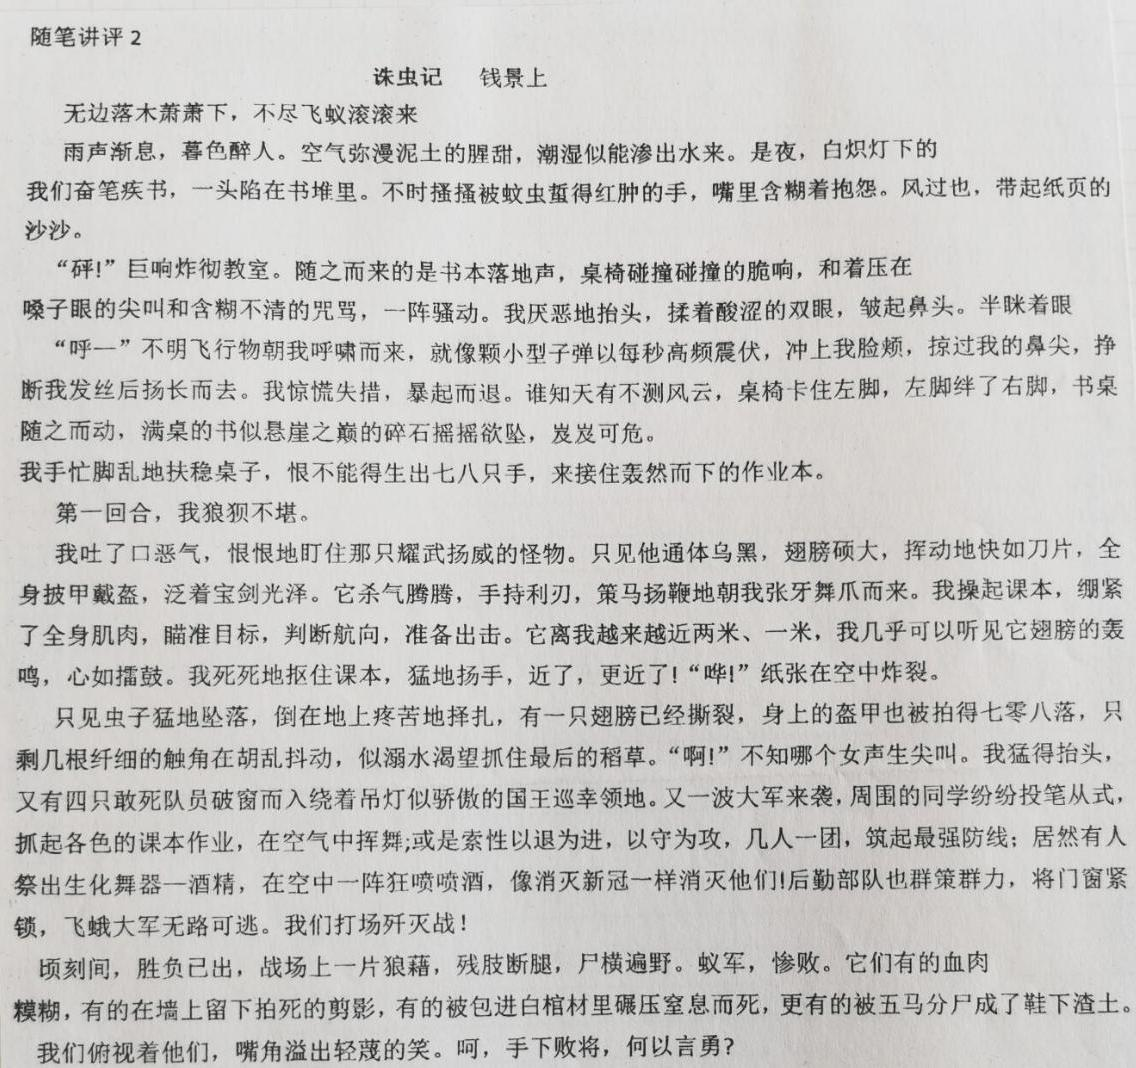 随笔讲评 2
诛虫记 钱景上
无边落木萧萧下，不尽飞蚁滚滚来
雨声渐息，暮色醉人。空气弥漫泥土的腥甜，潮湿似能渗出水来。是夜，白炽灯下的
我们奋笔疾书，一头陷在书堆里。不时搔搔被蚊虫蜇得红肿的手，嘴里含糊着抱怨。风过也，带起纸页的
沙沙。
“砰!”巨响炸彻教室。随之而来的是书本落地声，桌椅碰撞碰撞的脆响，和着压在
嗓子眼的尖叫和含糊不清的咒骂，一阵骚动。我厌恶地抬头，揉着酸涩的双眼，皱起鼻头。半眯着眼
“呼一”不明飞行物朝我呼啸而来，就像颗小型子弹以每秒高频震伏，冲上我脸颊，掠过我的鼻尖，挣
断我发丝后扬长而去。我惊慌失措，暴起而退。谁知天有不测风云，桌椅卡住左脚，左脚绊了右脚，书桌
随之而动，满桌的书似悬崖之巅的碎石摇摇欲坠，岌岌可危。
我手忙脚乱地扶稳桌子，恨不能得生出七八只手，来接住轰然而下的作业本。
第一回合，我狼狈不堪。
我吐了口恶气，恨恨地盯住那只耀武扬威的怪物。只见他通体乌黑，翅膀硕大，挥动地快如刀片，全
身披甲戴盔，泛着宝剑光泽。它杀气腾腾，手持利刃，策马扬鞭地朝我张牙舞爪而来。我操起课本，绷紧
了全身肌肉，瞄准目标，判断航向，准备出击。它离我越来越近两米、一米，我几乎可以听见它翅膀的轰
鸣，心如擂鼓。我死死地抠住课本，猛地扬手，近了，更近了!“哗!”纸张在空中炸裂。
只见虫子猛地坠落，倒在地上疼苦地择扎，有一只翅膀已经撕裂，身上的盔甲也被拍得七零八落，只
剩几根纤细的触角在胡乱抖动，似溺水渴望抓住最后的稻草。“啊!”不知哪个女声生尖叫。我猛得抬头，
又有四只敢死队员破窗而入绕着吊灯似骄傲的国王巡幸领地。又一波大军来袭，周围的同学纷纷投笔从式，
抓起各色的课本作业，在空气中挥舞;或是索性以退为进，以守为攻，几人一团，筑起最强防线；居然有人
祭出生化舞器—酒精，在空中一阵狂喷喷洒，像消灭新冠一样消灭他们!后勤部队也群策群力，将门窗紧
锁，飞蛾大军无路可逃。我们打场歼灭战！
顷刻间，胜负已出，战场上一片狼藉，残肢断腿，尸横遍野。蚁军，惨败。它们有的血肉
模糊，有的在墙上留下拍死的剪影，有的被包进白棺材里碾压窒息而死，更有的被五马分尸成了鞋下渣土。
我们俯视着他们，嘴角溢出轻蔑的笑。呵，手下败将，何以言勇？